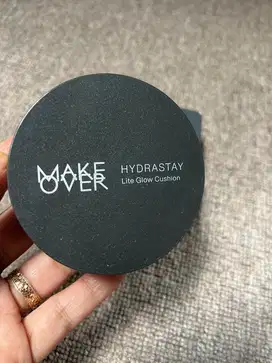 MAKE
OVER
HYDRASTAY
Lite Glow Cushion